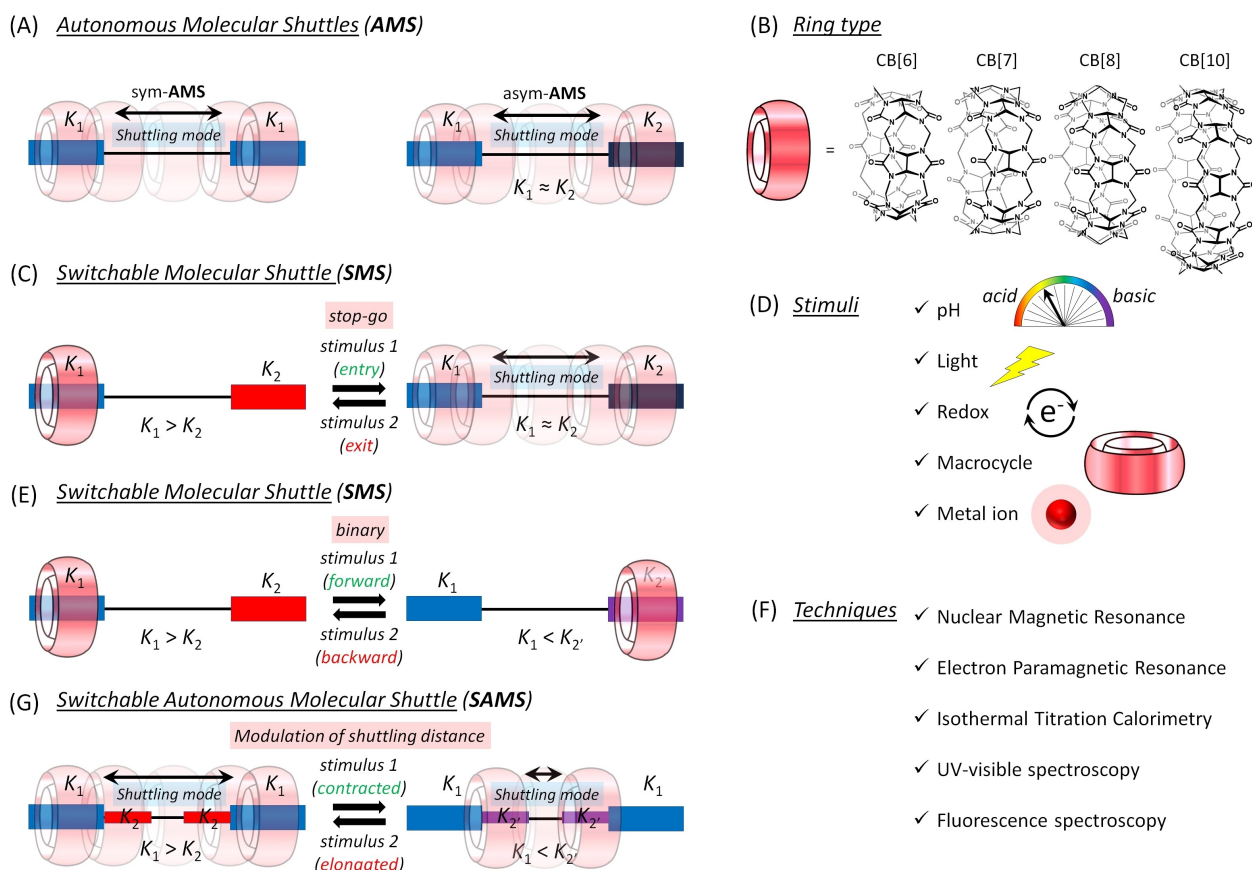 (A) Autonomous Molecular Shuttles (AMS)
sym-AMS
K1
Shuttling mode
K1
asym-AMS
K1
Shuttling mode
K2
K1 ≈ K2
(B) Ring type
CB[6] CB[7] CB[8] CB[10]
=
(C) Switchable Molecular Shuttle (SMS)
K1
K2
K1 > K2
stop-go
stimulus 1
(entry)
stimulus 2
(exit)
K1
Shuttling mode
K2
K1 ≈ K2
(D) Stimuli
✓ pH
acid basic
✓ Light
✓ Redox
e-
✓ Macrocycle
✓ Metal ion
(E) Switchable Molecular Shuttle (SMS)
K1
K2
K1 > K2
binary
stimulus 1
(forward)
stimulus 2
(backward)
K1
K2'
K1 < K2'
(F) Techniques
✓ Nuclear Magnetic Resonance
✓ Electron Paramagnetic Resonance
✓ Isothermal Titration Calorimetry
✓ UV-visible spectroscopy
✓ Fluorescence spectroscopy
(G) Switchable Autonomous Molecular Shuttle (SAMS)
Modulation of shuttling distance
K1
Shuttling mode
K1
K2 K2
K1 > K2
stimulus 1
(contracted)
stimulus 2
(elongated)
K1
Shuttling mode
K1
K2' K2'
K1 < K2'